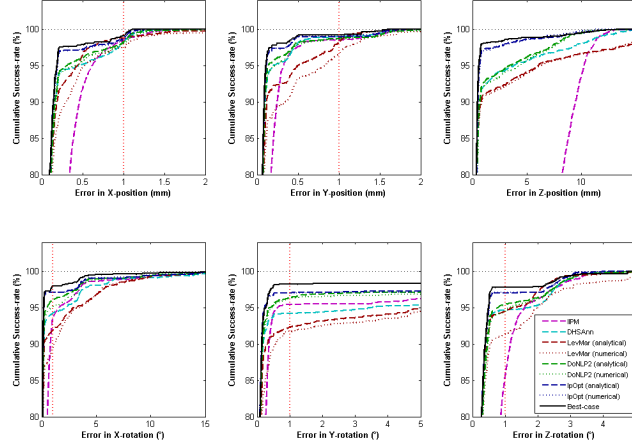 Cumulative Success-rate (%)
100
95
90
85
80
0
0.5
1
1.5
2
Error in X-position (mm)
Cumulative Success-rate (%)
100
95
90
85
80
0
0.5
1
1.5
2
Error in Y-position (mm)
Cumulative Success-rate (%)
100
95
90
85
80
5
10
Error in Z-position (mm)
Cumulative Success-rate (%)
100
95
90
85
80
0
5
10
15
Error in X-rotation (°)
Cumulative Success-rate (%)
100
95
90
85
80
0
1
2
3
4
5
Error in Y-rotation (°)
Cumulative Success-rate (%)
100
95
90
85
80
0
1
2
3
4
Error in Z-rotation (°)
IIPM
DHSAnn
LevMar (analytical)
LevMar (numerical)
DoNLP2 (analytical)
DoNLP2 (numerical)
IpOpt (analytical)
IpOpt (numerical)
Best-case